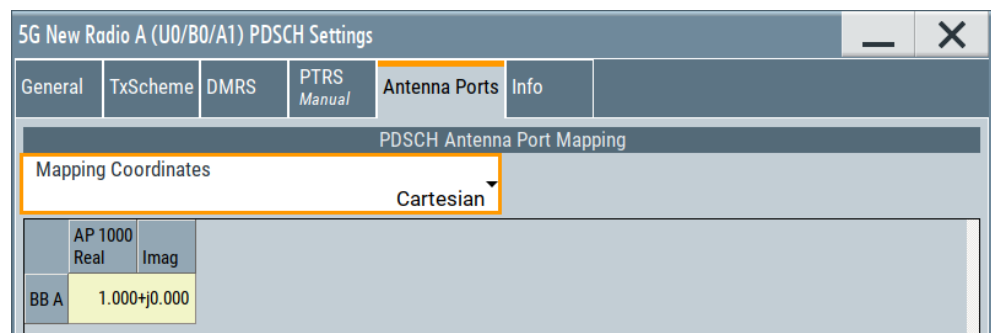 5G New Radio A (U0/B0/A1) PDSCH Settings
General TxScheme DMRS PTRS Manual Antenna Ports Info
PDSCH Antenna Port Mapping
Mapping Coordinates
Cartesian
AP 1000
Real Imag
BB A 1.000+j0.000